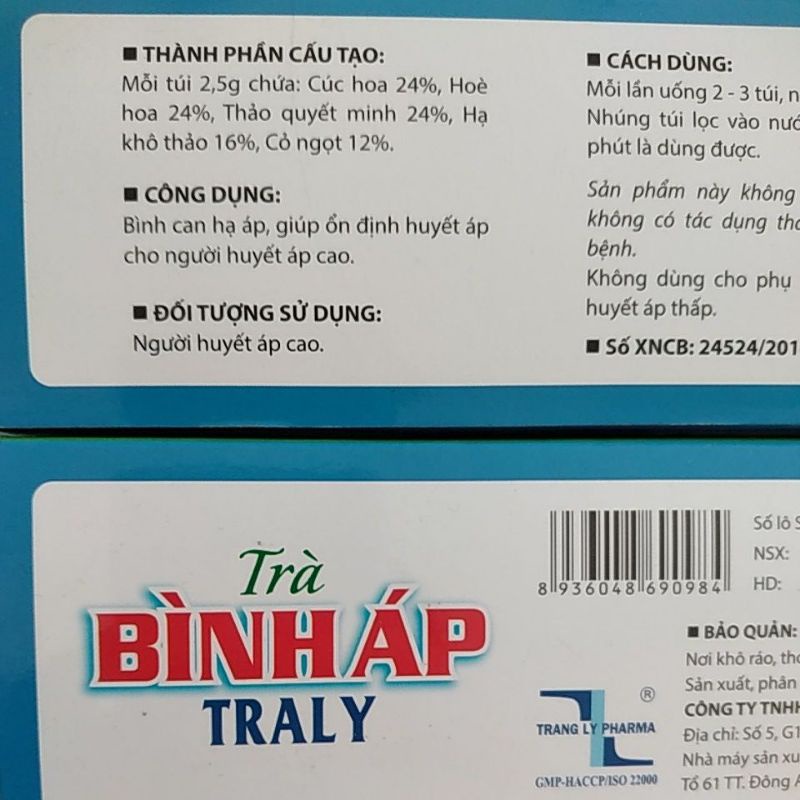 ■ THÀNH PHẦN CẤU TẠO:
Mỗi túi 2,5g chứa: Cúc hoa 24%, Hoè
hoa 24%, Thảo quyết minh 24%, Hạ
khô thảo 16%, Cỏ ngọt 12%.
■ CÔNG DỤNG:
Bình can hạ áp, giúp ổn định huyết áp
cho người huyết áp cao.
■ ĐỐI TƯỢNG SỬ DỤNG:
Người huyết áp cao.
■ CÁCH DÙNG:
Mỗi lần uống 2 - 3 túi,
Nhúng túi lọc vào
phút là dùng được.
Sản phẩm này không
không có tác dụng
bệnh.
Không dùng cho phụ
huyết áp thấp.
■ Số XNCB: 24524/201
Trà
BÌNH ÁP
TRALY
8 936048 690984
Số lô
NSX:
HD:
■ BẢO QUẢN:
Nơi khô ráo,
Sản xuất, phân
CÔNG TY TNHH
Địa chỉ: Số 5, G1
Nhà máy sản
Tổ 61 TT. Đông
®
TRANG LY PHARMA
GMP-HACCP/ISO 22000